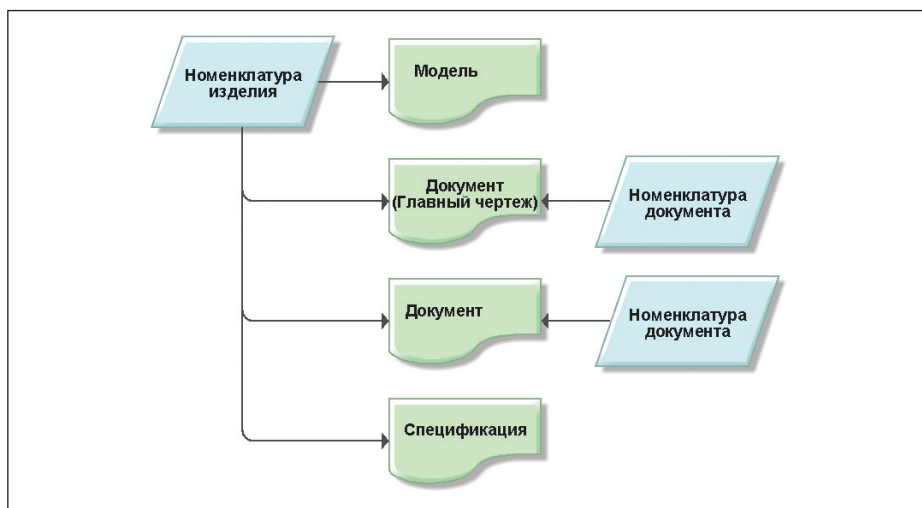 Номенклатура
изделия
Модель
Документ
(Главный чертеж)
Номенклатура
документа
Документ
Номенклатура
документа
Спецификация